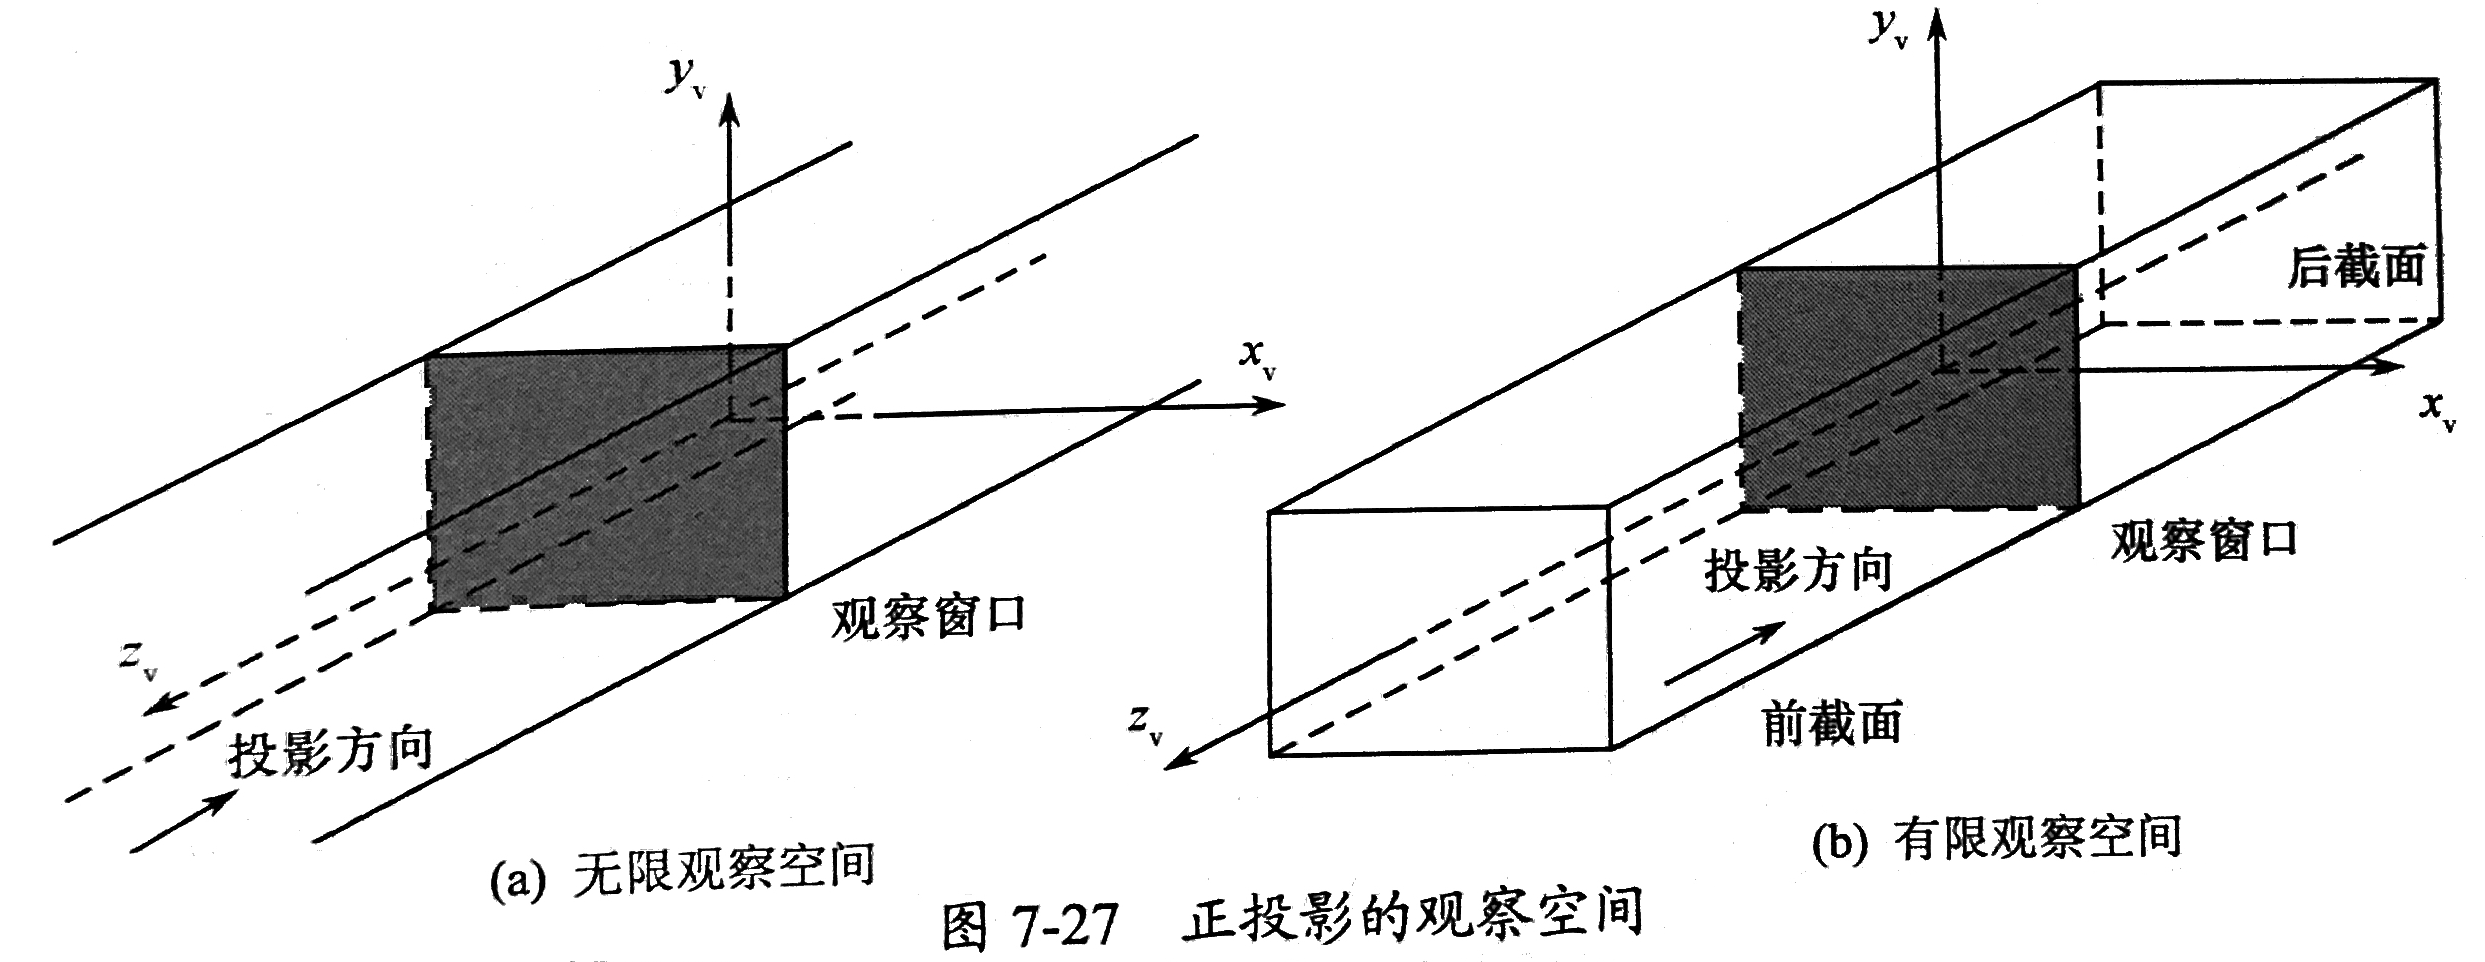 y_v
x_v
z_v
观察窗口
投影方向
(a) 无限观察空间
y_v
后截面
x_v
观察窗口
投影方向
z_v
前截面
(b) 有限观察空间
图 7-27 正投影的观察空间